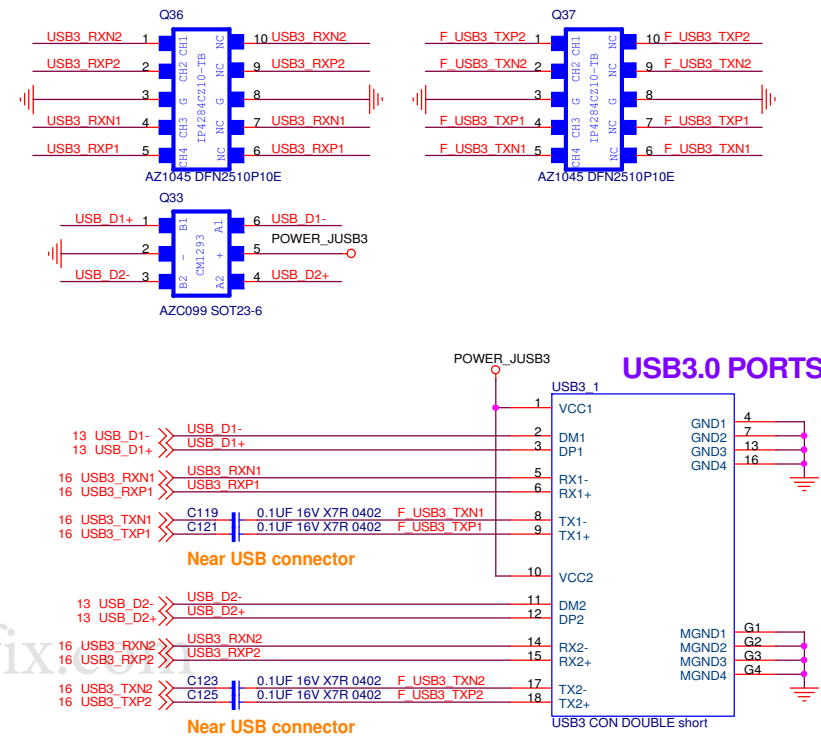 Q36
USB3_RXN2 1 CH1 NC 10 USB3_RXN2
USB3_RXP2 2 CH2 NC 9 USB3_RXP2
3 G G 8
USB3_RXN1 4 CH3 NC 7 USB3_RXN1
USB3_RXP1 5 CH4 NC 6 USB3_RXP1
IP4284CZ10-TB
AZ1045 DFN2510P10E
Q37
F_USB3_TXP2 1 CH1 NC 10 F_USB3_TXP2
F_USB3_TXN2 2 CH2 NC 9 F_USB3_TXN2
3 G G 8
F_USB3_TXP1 4 CH3 NC 7 F_USB3_TXP1
F_USB3_TXN1 5 CH4 NC 6 F_USB3_TXN1
IP4284CZ10-TB
AZ1045 DFN2510P10E
Q33
USB_D1+ 1 B1 A1 6 USB_D1-
POWER_JUSB3
2 - + 5
USB_D2- 3 B2 A2 4 USB_D2+
CM1293
AZC099 SOT23-6
POWER_JUSB3
USB3.0 PORTS
USB3_1
1 VCC1
GND1 4
13 USB_D1- USB_D1- 2 DM1
GND2 7
13 USB_D1+ USB_D1+ 3 DP1
GND3 13
GND4 16
16 USB3_RXN1 USB3_RXN1 5 RX1-
16 USB3_RXP1 USB3_RXP1 6 RX1+
16 USB3_TXN1 C119 0.1UF 16V X7R 0402 F_USB3_TXN1 8 TX1-
16 USB3_TXP1 C121 0.1UF 16V X7R 0402 F_USB3_TXP1 9 TX1+
Near USB connector
10 VCC2
13 USB_D2- USB_D2- 11 DM2
13 USB_D2+ USB_D2+ 12 DP2
MGND1 G1
16 USB3_RXN2 USB3_RXN2 14 RX2-
MGND2 G2
16 USB3_RXP2 USB3_RXP2 15 RX2+
MGND3 G3
MGND4 G4
16 USB3_TXN2 C123 0.1UF 16V X7R 0402 F_USB3_TXN2 17 TX2-
16 USB3_TXP2 C125 0.1UF 16V X7R 0402 F_USB3_TXP2 18 TX2+
Near USB connector
USB3 CON DOUBLE short
ix.com